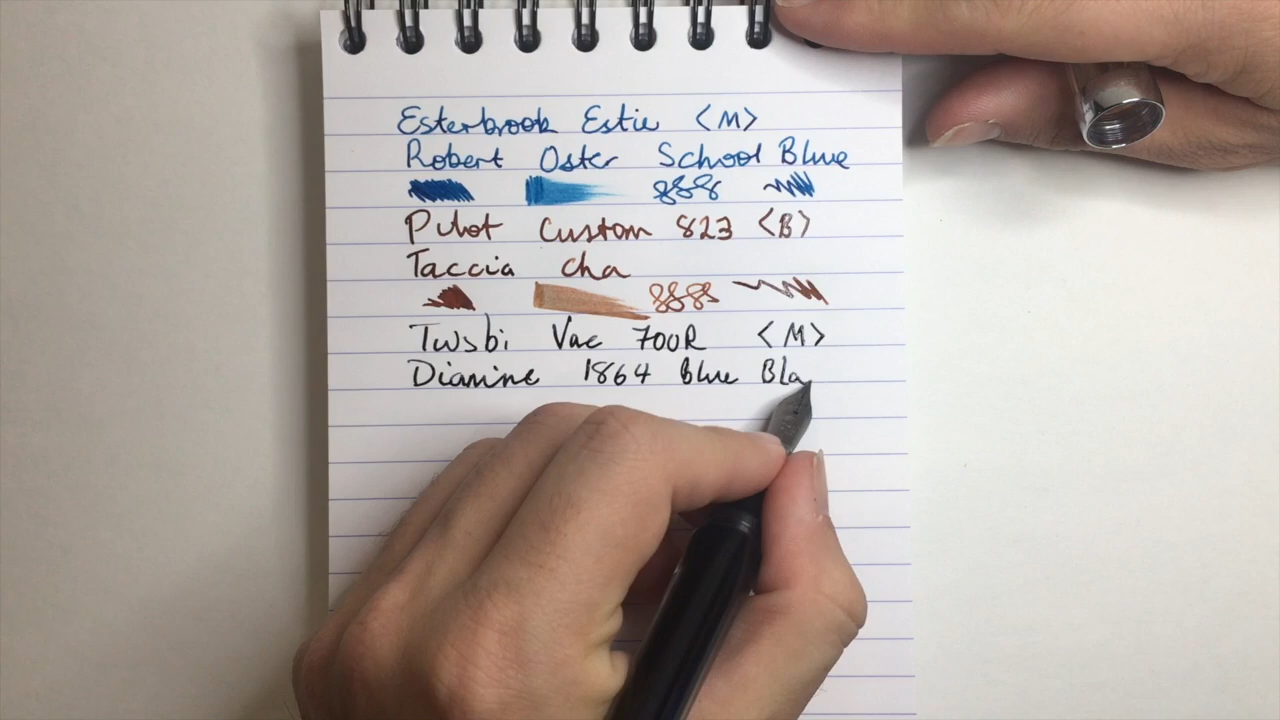 Esterbrook Estie <M>
Robert Oster School Blue
Pilot Custom 823 <B>
Taccia Cha
Twsbi Vac 700R <M>
Diamine 1864 Blue Bla